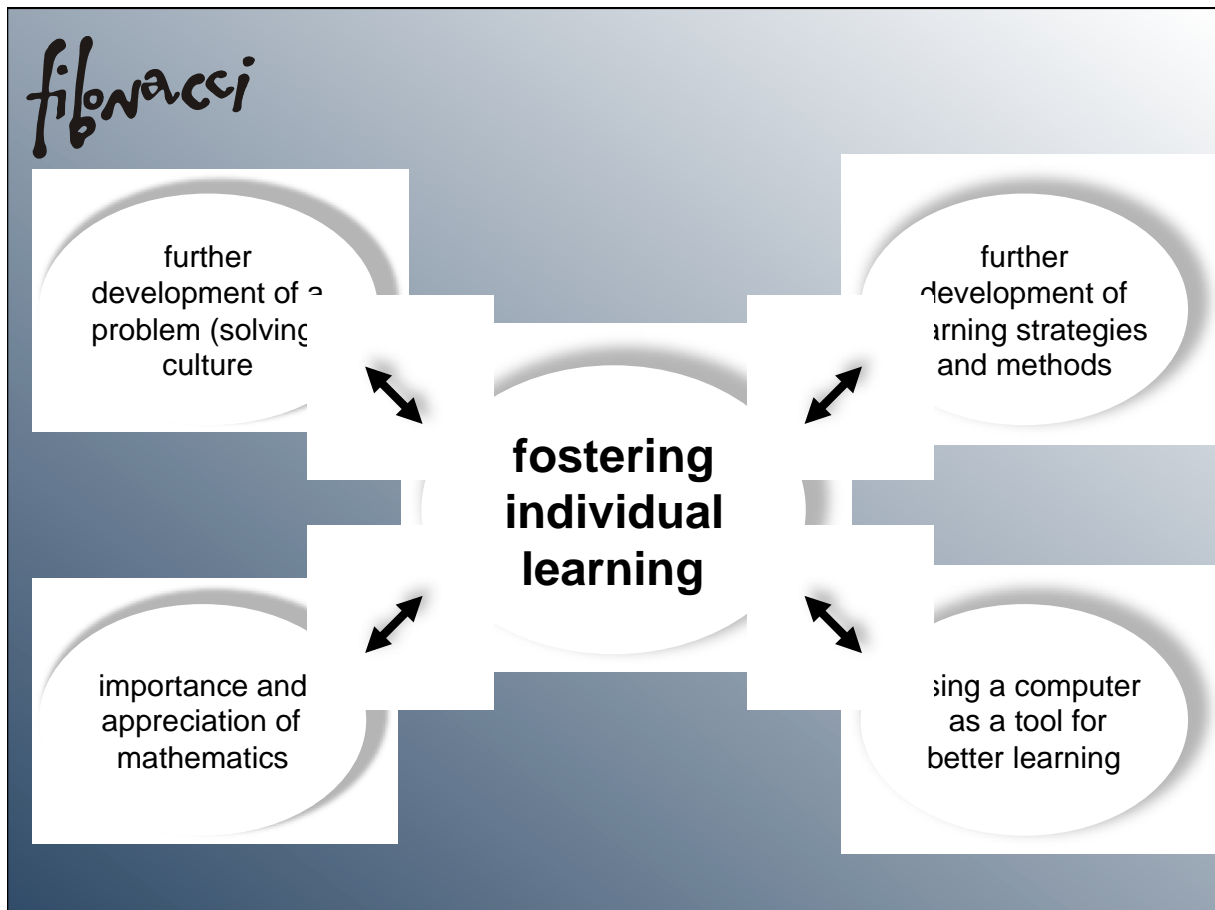 fibonacci
further
development of a
problem (solving
culture
further
development of
arning strategies
and methods
fostering
individual
learning
importance and
appreciation of
mathematics
sing a computer
as a tool for
better learning